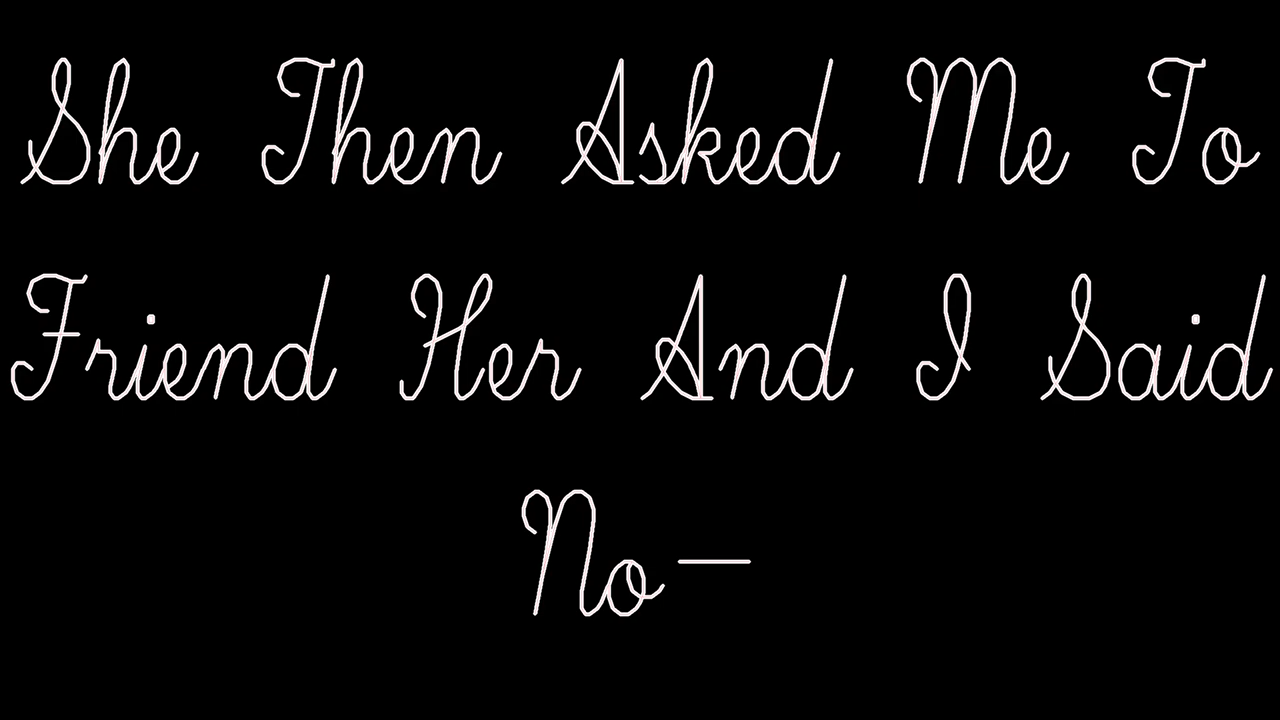 She Then Asked Me To
Friend Her And I Said
No-